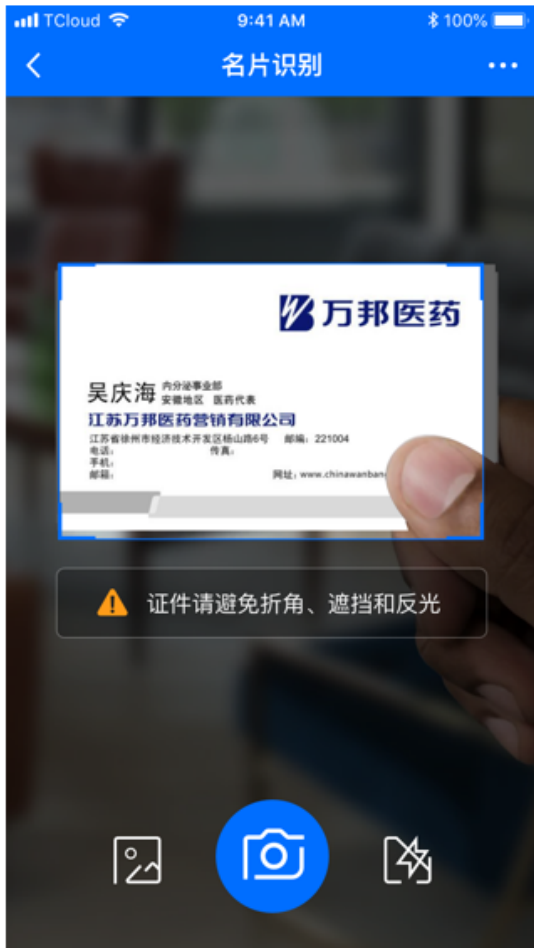 TCloud 9:41 AM 100%
名片识别
万邦医药
吴庆海 内分泌事业部
安徽地区 医药代表
江苏万邦医药营销有限公司
江苏省徐州市经济技术开发区杨山路6号 邮编：221004
电话： 传真：
手机：
邮箱： 网址：www.chinawanban
证件请避免折角、遮挡和反光